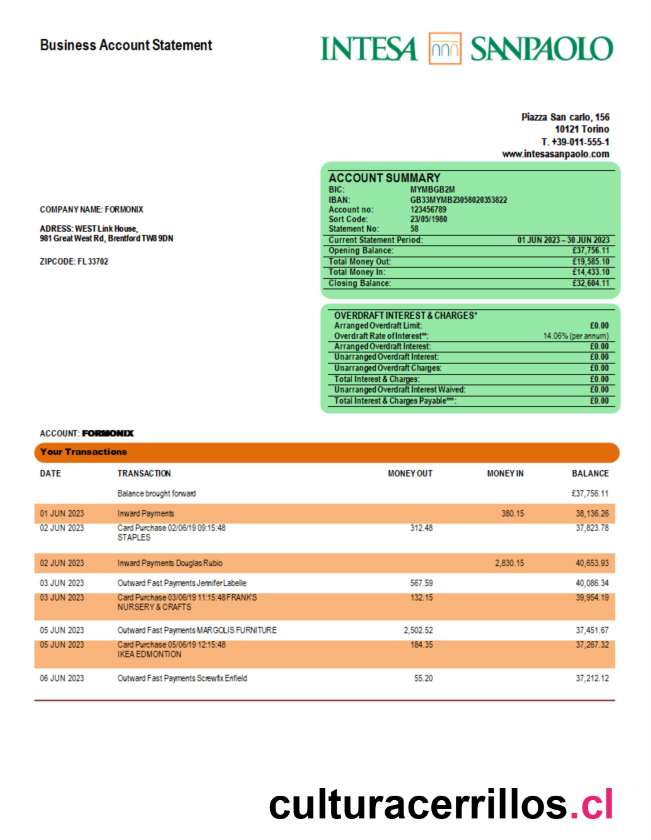 Business Account Statement
INTESA SANPAOLO
Piazza San carlo, 156
10121 Torino
T. +39-011-555-1
www.intesasanpaolo.com
ACCOUNT SUMMARY
BIC: MYMBGB2M
IBAN: GB33MYMB23058020353822
Account no: 123456789
Sort Code: 23/05/1980
Statement No: 58
Current Statement Period: 01 JUN 2023 – 30 JUN 2023
Opening Balance: £37,756.11
Total Money Out: £19,585.10
Total Money In: £14,433.10
Closing Balance: £32,604.11
COMPANY NAME: FORMONIX
ADRESS: WEST Link House,
981 Great West Rd, Brentford TW8 9DN
ZIPCODE: FL 33702
OVERDRAFT INTEREST & CHARGES*
Arranged Overdraft Limit: £0.00
Overdraft Rate of Interest**: 14.06% (per annum)
Arranged Overdraft Interest: £0.00
Unarranged Overdraft Interest: £0.00
Unarranged Overdraft Charges: £0.00
Total Interest & Charges: £0.00
Unarranged Overdraft Interest Waived: £0.00
Total Interest & Charges Payable***: £0.00
ACCOUNT: FORMONIX
Your Transactions
DATE TRANSACTION MONEY OUT MONEY IN BALANCE
Balance brought forward £37,756.11
01 JUN 2023 Inward Payments 380.15 38,136.26
02 JUN 2023 Card Purchase 02/06/19 09:15:48 312.48 37,823.78
STAPLES
02 JUN 2023 Inward Payments Douglas Rubio 2,830.15 40,653.93
03 JUN 2023 Outward Fast Payments Jennifer Labelle 567.59 40,086.34
03 JUN 2023 Card Purchase 03/06/19 11:15:48 FRANK'S 132.15 39,954.19
NURSERY & CRAFTS
05 JUN 2023 Outward Fast Payments MARGOLIS FURNITURE 2,502.52 37,451.67
05 JUN 2023 Card Purchase 05/06/19 12:15:48 184.35 37,267.32
IKEA EDMONTION
06 JUN 2023 Outward Fast Payments Screwfix Enfield 55.20 37,212.12
culturacerrillos.cl